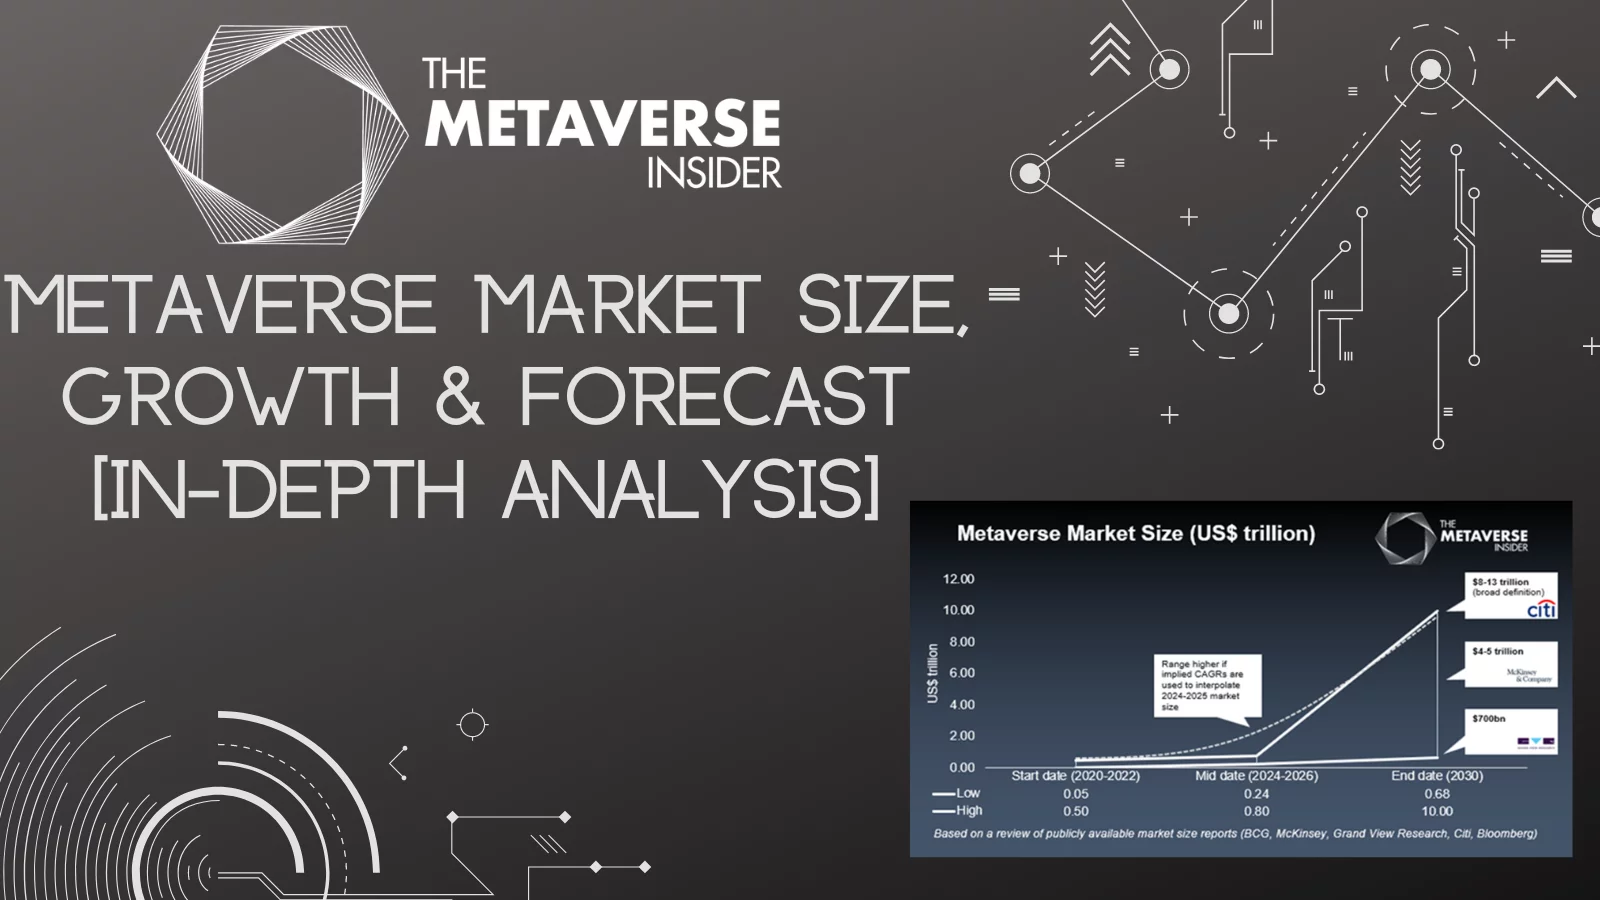 THE
METAVERSE
INSIDER
METAVERSE MARKET SIZE,
GROWTH & FORECAST
[IN-DEPTH ANALYSIS]
Metaverse Market Size (US$ trillion)
THE
METAVERSE
INSIDER
12.00
10.00
8.00
6.00
4.00
2.00
0.00
US$ trillion
Range higher if
implied CAGRs are
used to interpolate
2024-2025 market
size
$8-13 trillion
(broad definition)
citi
$4-5 trillion
McKinsey
& Company
$700bn
Start date (2020-2022) Mid date (2024-2026) End date (2030)
Low 0.05 0.24 0.68
High 0.50 0.80 10.00
Based on a review of publicly available market size reports (BCG, McKinsey, Grand View Research, Citi, Bloomberg)